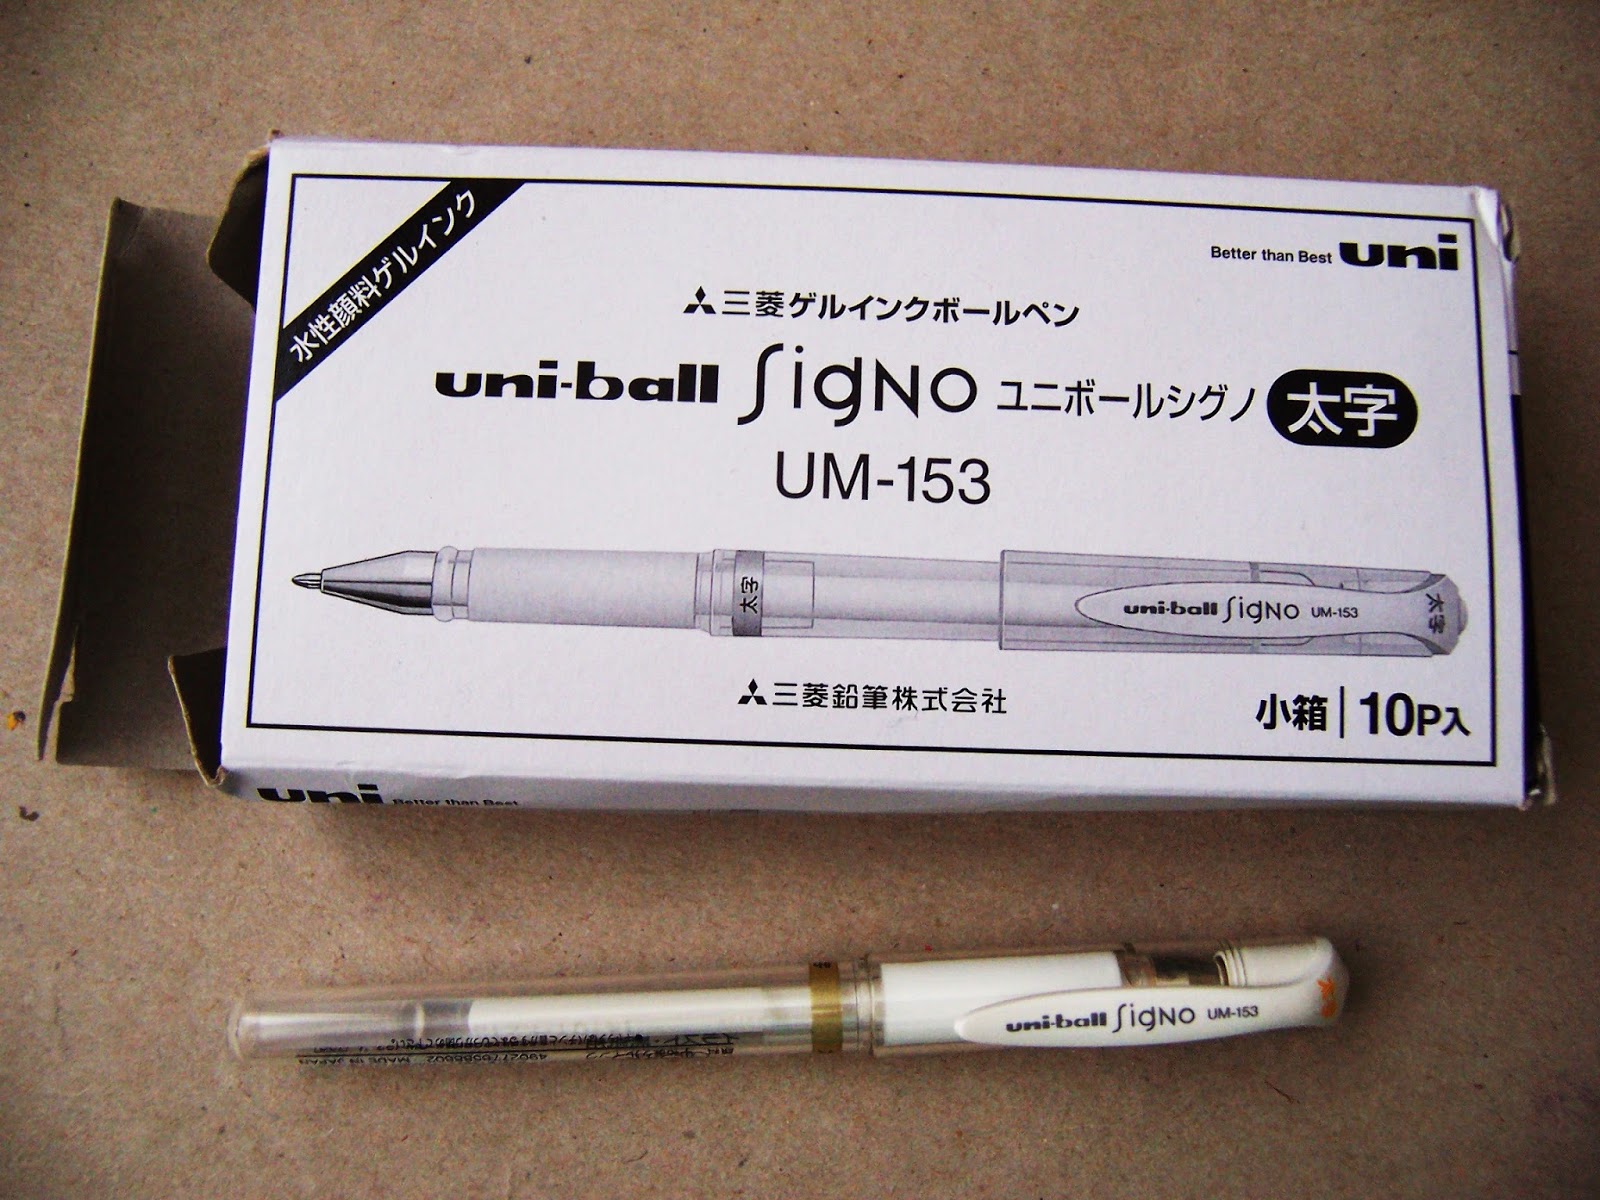 水性顔料ゲルインク
Better than Best uni
三菱ゲルインクボールペン
uni-ball Signo ユニボールシグノ 太字
UM-153
太字
uni-ball Signo UM-153
太字
三菱鉛筆株式会社
小箱 | 10P入
uni Better than Best
uni-ball Signo UM-153
4902778588602 MADE IN JAPAN